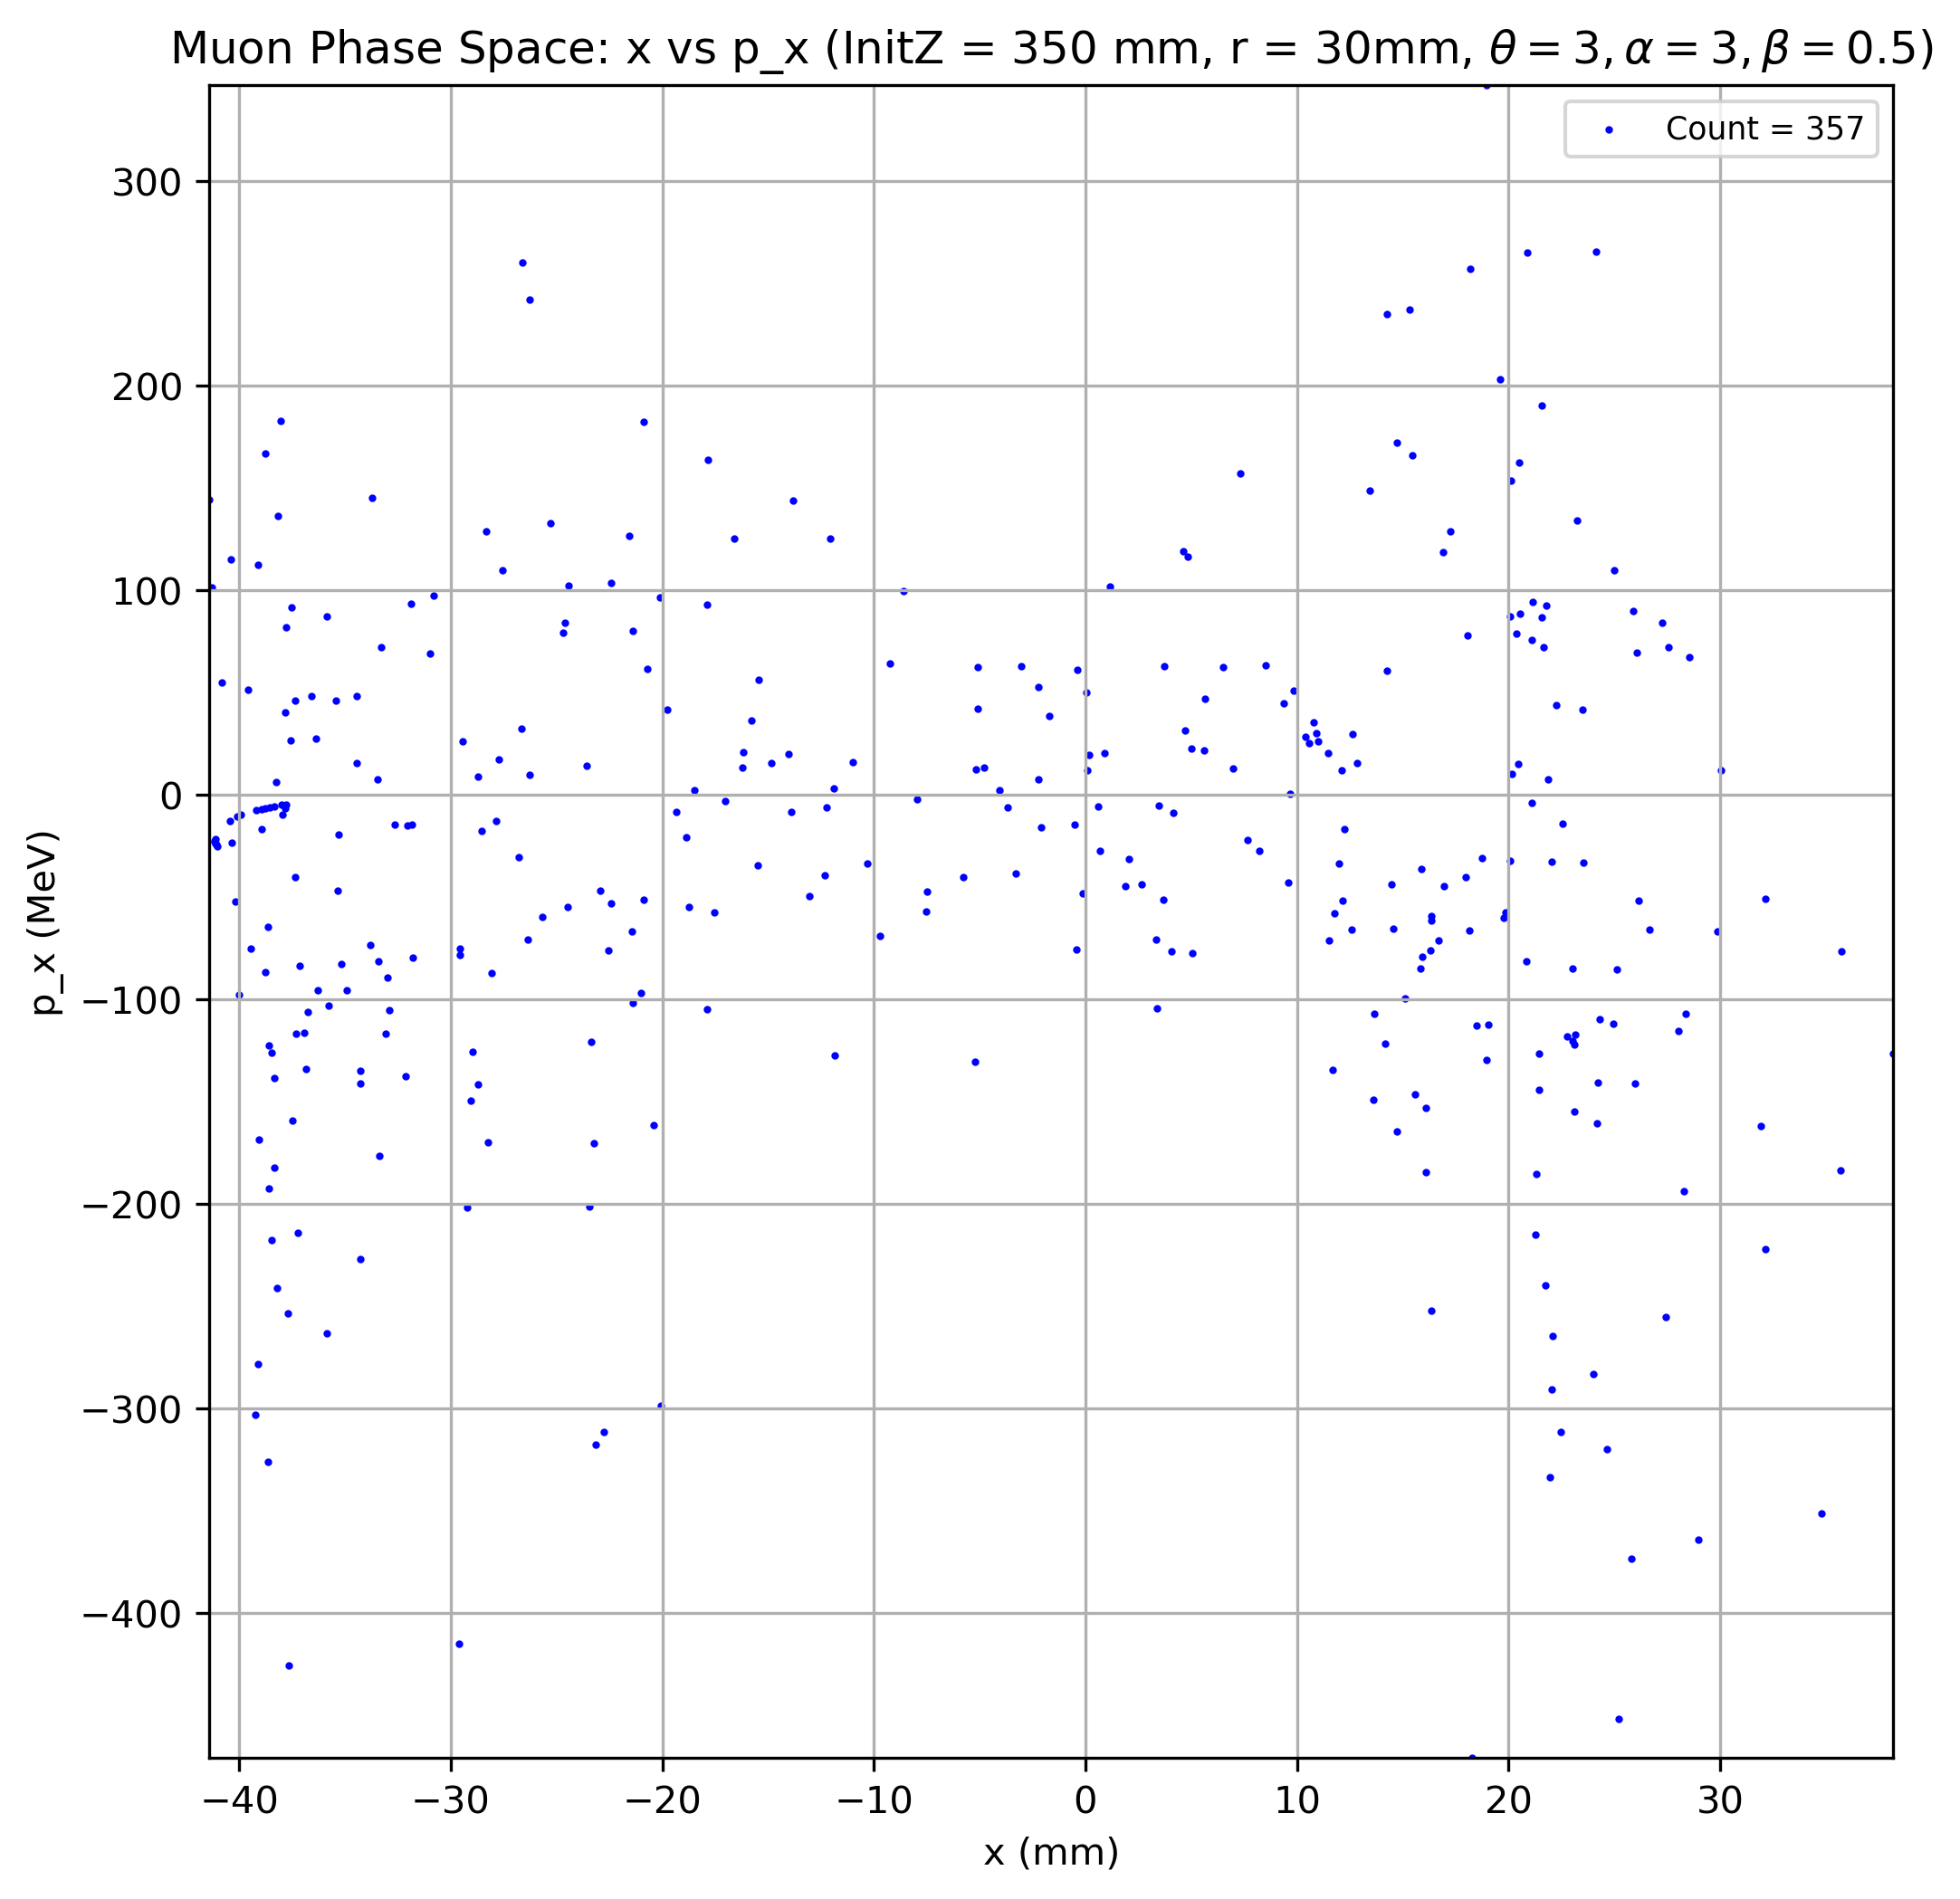 Muon Phase Space: x vs p_x (InitZ = 350 mm, r = 30mm, θ = 3, α = 3, β = 0.5)
Count = 357
300
200
100
0
−100
−200
−300
−400
p_x (MeV)
−40 −30 −20 −10 0 10 20 30
x (mm)